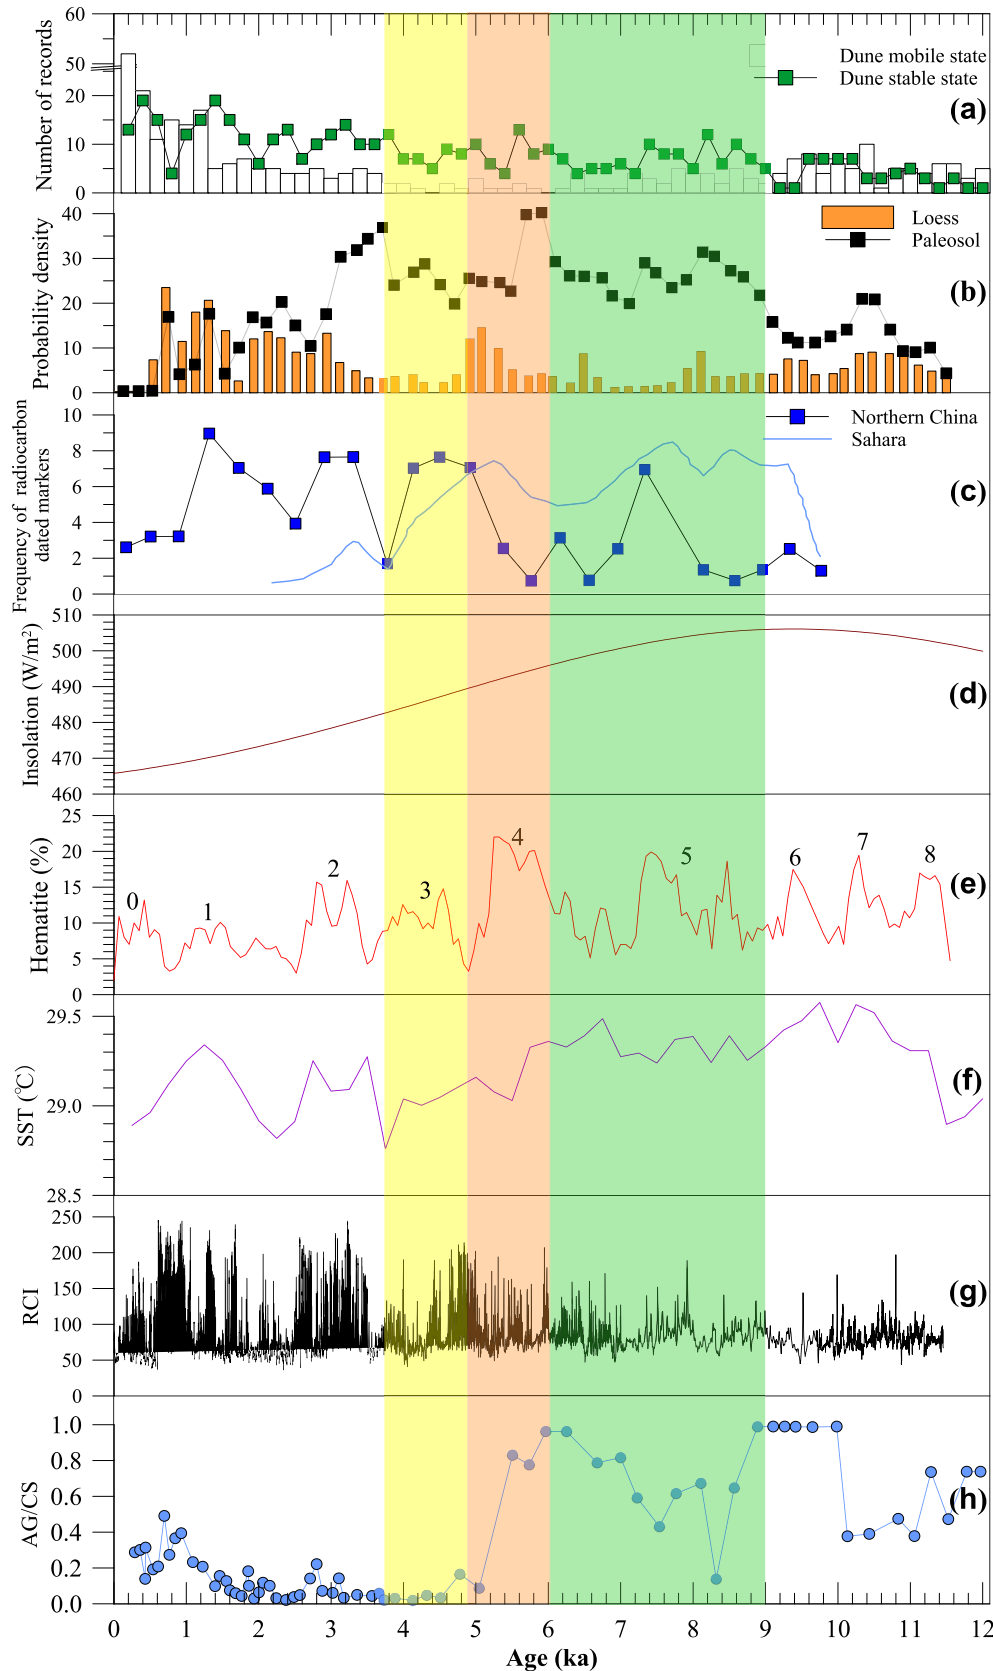 60
50
20
10
0
Number of records
Dune mobile state
Dune stable state
(a)
40
30
20
10
0
Probability density
Loess
Paleosol
(b)
10
8
6
4
2
0
Frequency of radiocarbon
dated markers
Northern China
Sahara
(c)
510
500
490
480
470
460
Insolation (W/m²)
(d)
25
20
15
10
5
0
Hematite (%)
0
1
2
3
4
5
6
7
8
(e)
29.5
29.0
28.5
SST (℃)
(f)
250
200
150
100
50
0
RCI
(g)
1.0
0.8
0.6
0.4
0.2
0.0
AG/CS
(h)
0 1 2 3 4 5 6 7 8 9 10 11 12
Age (ka)